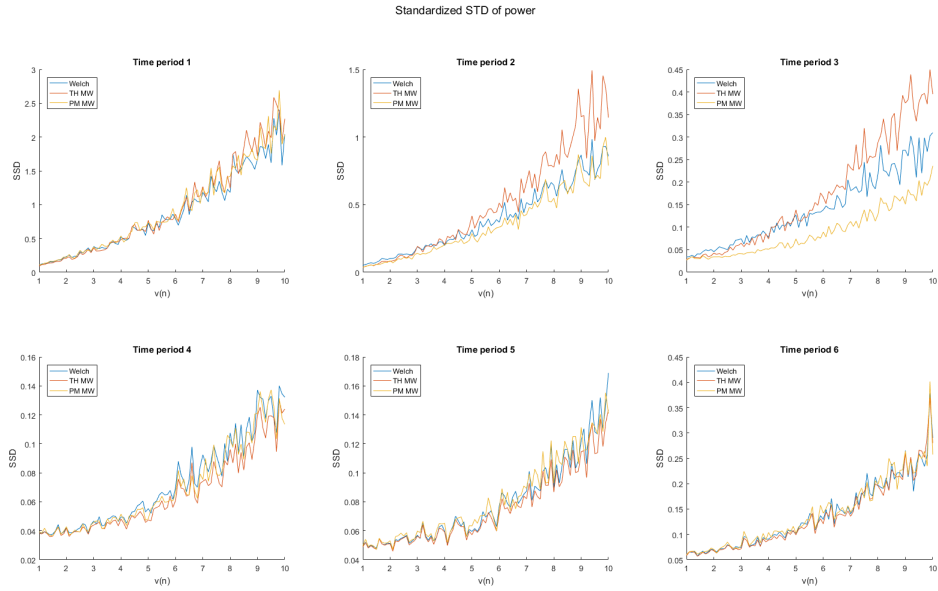 Standardized STD of power
Time period 1
3
2.5
2
1.5
1
0.5
0
SSD
Welch
TH MW
PM MW
1 2 3 4 5 6 7 8 9 10
v(n)
Time period 2
1.5
1
0.5
0
SSD
Welch
TH MW
PM MW
1 2 3 4 5 6 7 8 9 10
v(n)
Time period 3
0.45
0.4
0.35
0.3
0.25
0.2
0.15
0.1
0.05
0
SSD
Welch
TH MW
PM MW
1 2 3 4 5 6 7 8 9 10
v(n)
Time period 4
0.16
0.14
0.12
0.1
0.08
0.06
0.04
0.02
SSD
Welch
TH MW
PM MW
1 2 3 4 5 6 7 8 9 10
v(n)
Time period 5
0.18
0.16
0.14
0.12
0.1
0.08
0.06
0.04
SSD
Welch
TH MW
PM MW
1 2 3 4 5 6 7 8 9 10
v(n)
Time period 6
0.45
0.4
0.35
0.3
0.25
0.2
0.15
0.1
0.05
SSD
Welch
TH MW
PM MW
1 2 3 4 5 6 7 8 9 10
v(n)